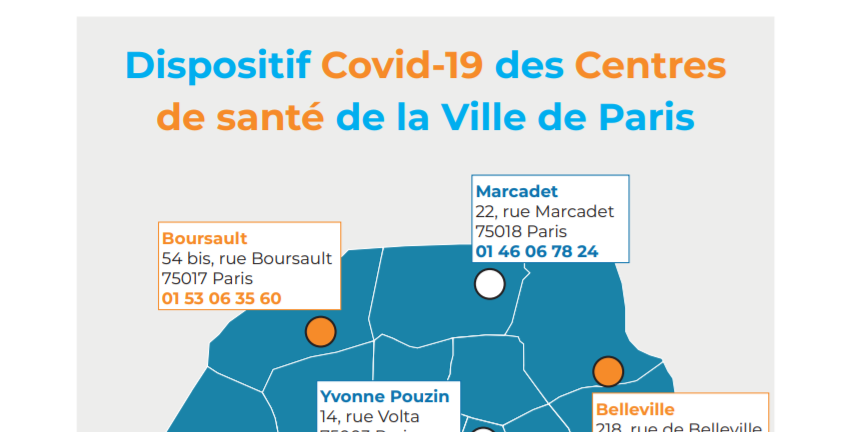 Dispositif Covid-19 des Centres
de santé de la Ville de Paris
Marcadet
22, rue Marcadet
75018 Paris
01 46 06 78 24
Boursault
54 bis, rue Boursault
75017 Paris
01 53 06 35 60
Yvonne Pouzin
14, rue Volta
75003 Paris
Belleville
218, rue de Belleville